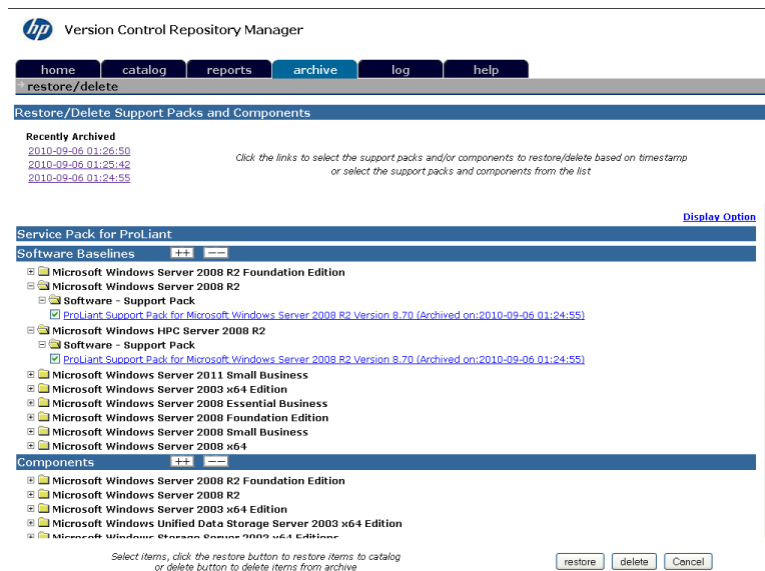 hp Version Control Repository Manager
home catalog reports archive log help
restore/delete
Restore/Delete Support Packs and Components
Recently Archived
2010-09-06 01:26:50
2010-09-06 01:25:42
2010-09-06 01:24:55
Click the links to select the support packs and/or components to restore/delete based on timestamp
or select the support packs and components from the list
Display Option
Service Pack for ProLiant
Software Baselines ++ --
Microsoft Windows Server 2008 R2 Foundation Edition
Microsoft Windows Server 2008 R2
Software - Support Pack
ProLiant Support Pack for Microsoft Windows Server 2008 R2 Version 8.70 (Archived on:2010-09-06 01:24:55)
Microsoft Windows HPC Server 2008 R2
Software - Support Pack
ProLiant Support Pack for Microsoft Windows Server 2008 R2 Version 8.70 (Archived on:2010-09-06 01:24:55)
Microsoft Windows Server 2011 Small Business
Microsoft Windows Server 2003 x64 Edition
Microsoft Windows Server 2008 Essential Business
Microsoft Windows Server 2008 Foundation Edition
Microsoft Windows Server 2008 Small Business
Microsoft Windows Server 2008 x64
Components ++ --
Microsoft Windows Server 2008 R2 Foundation Edition
Microsoft Windows Server 2008 R2
Microsoft Windows Server 2003 x64 Edition
Microsoft Windows Unified Data Storage Server 2003 x64 Edition
Microsoft Windows Storage Server 2003 x64 Editions
Select items, click the restore button to restore items to catalog
or delete button to delete items from archive
restore delete Cancel